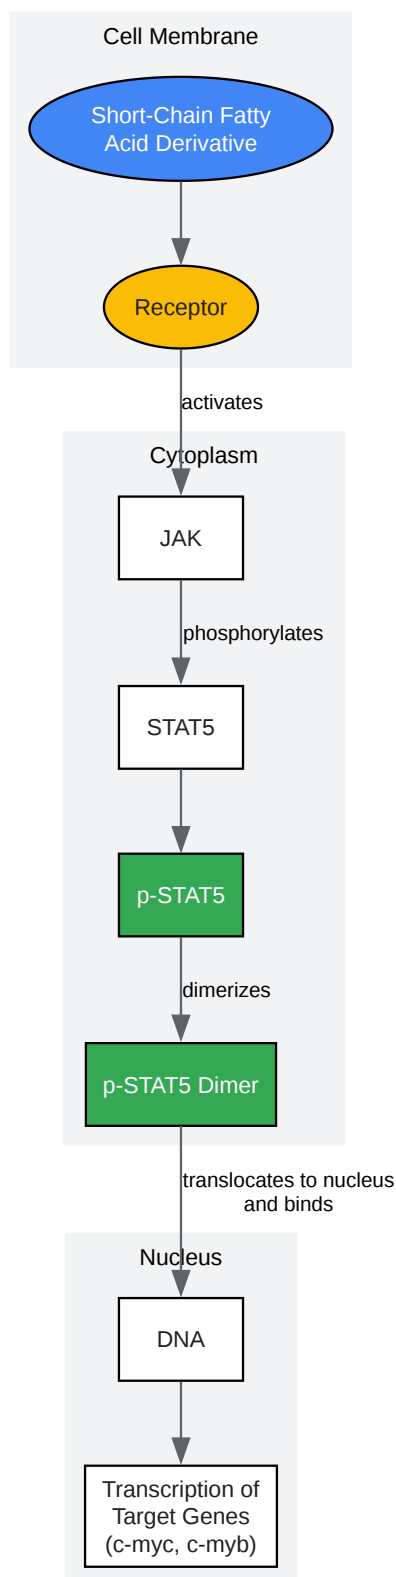 Cell Membrane
Short-Chain Fatty
Acid Derivative
Receptor
activates
Cytoplasm
JAK
phosphorylates
STAT5
p-STAT5
dimerizes
p-STAT5 Dimer
translocates to nucleus
and binds
Nucleus
DNA
Transcription of
Target Genes
(c-myc, c-myb)